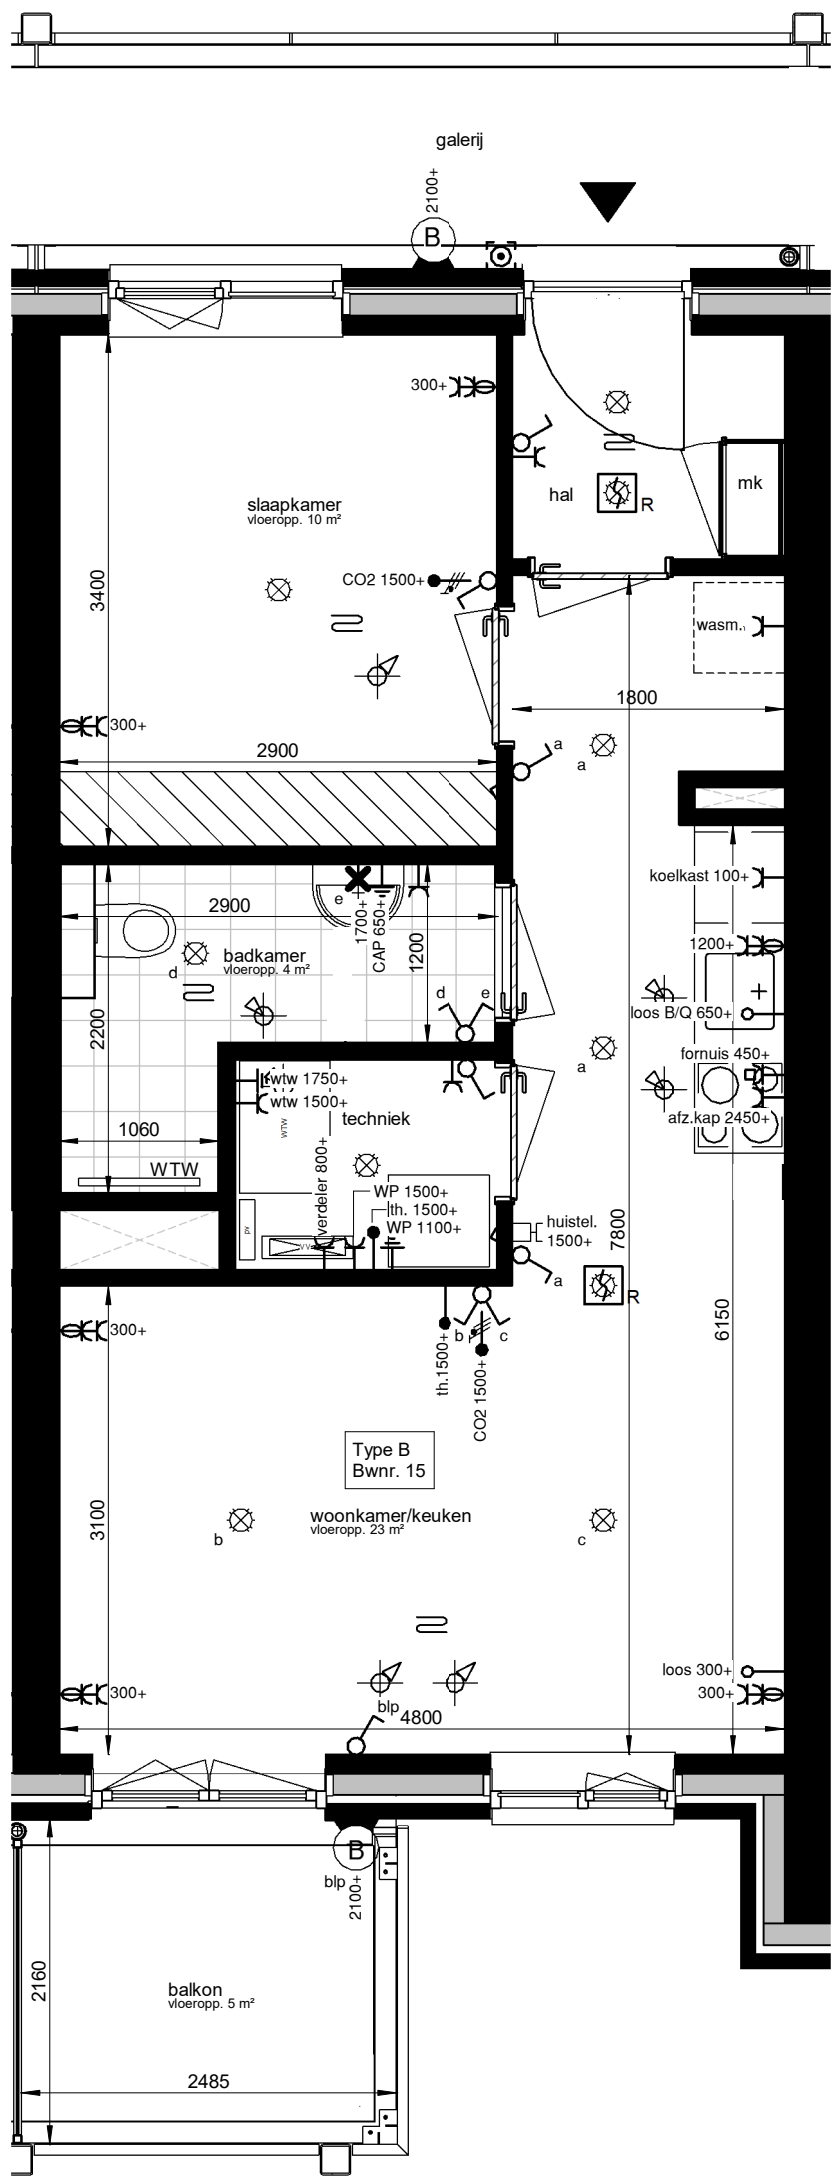 galerij
2100+
B
300+
hal
R
mk
slaapkamer
vloeropp. 10 m²
CO2 1500+
3400
wasm.
1800
300+
a
a
2900
koelkast 100+
e
1700+
CAP 650+
2900
1200
1200+
badkamer
vloeropp. 4 m²
d
d
e
loos B/Q 650+
2200
fornuis 450+
a
wtw 1750+
wtw 1500+
WTW
techniek
afz.kap 2450+
1060
WTW
verdeler 800+
WP 1500+
th. 1500+
WP 1100+
PV
huistel.
1500+
7800
a
R
300+
6150
b
c
th.1500+
CO2 1500+
Type B
Bwnr. 15
3100
woonkamer/keuken
vloeropp. 23 m²
b
c
loos 300+
300+
300+
blp
4800
B
blp
2100+
2160
balkon
vloeropp. 5 m²
2485